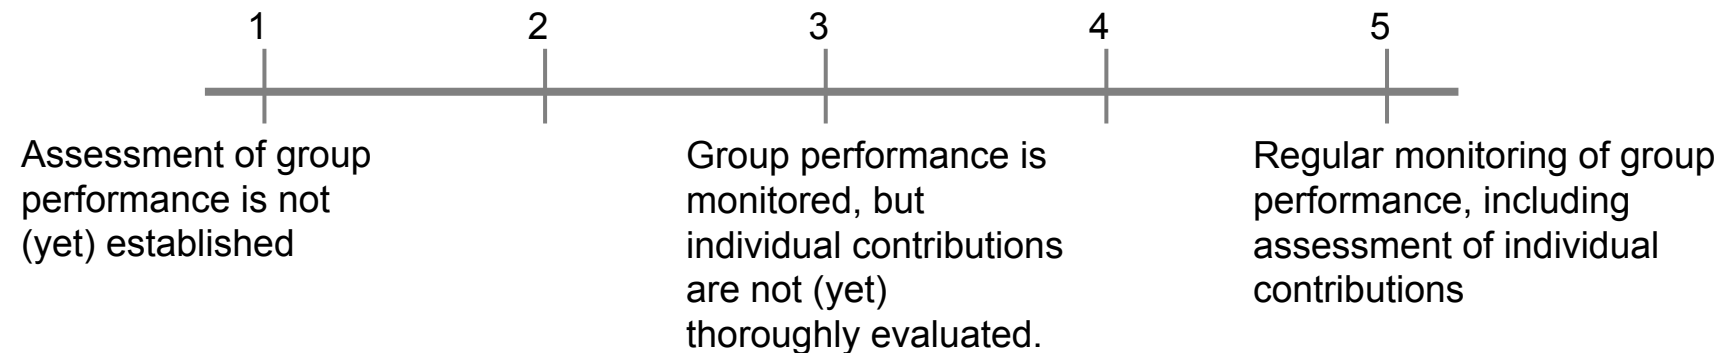 1 2 3 4 5
Assessment of group
performance is not
(yet) established
Group performance is
monitored, but
individual contributions
are not (yet)
thoroughly evaluated.
Regular monitoring of group
performance, including
assessment of individual
contributions